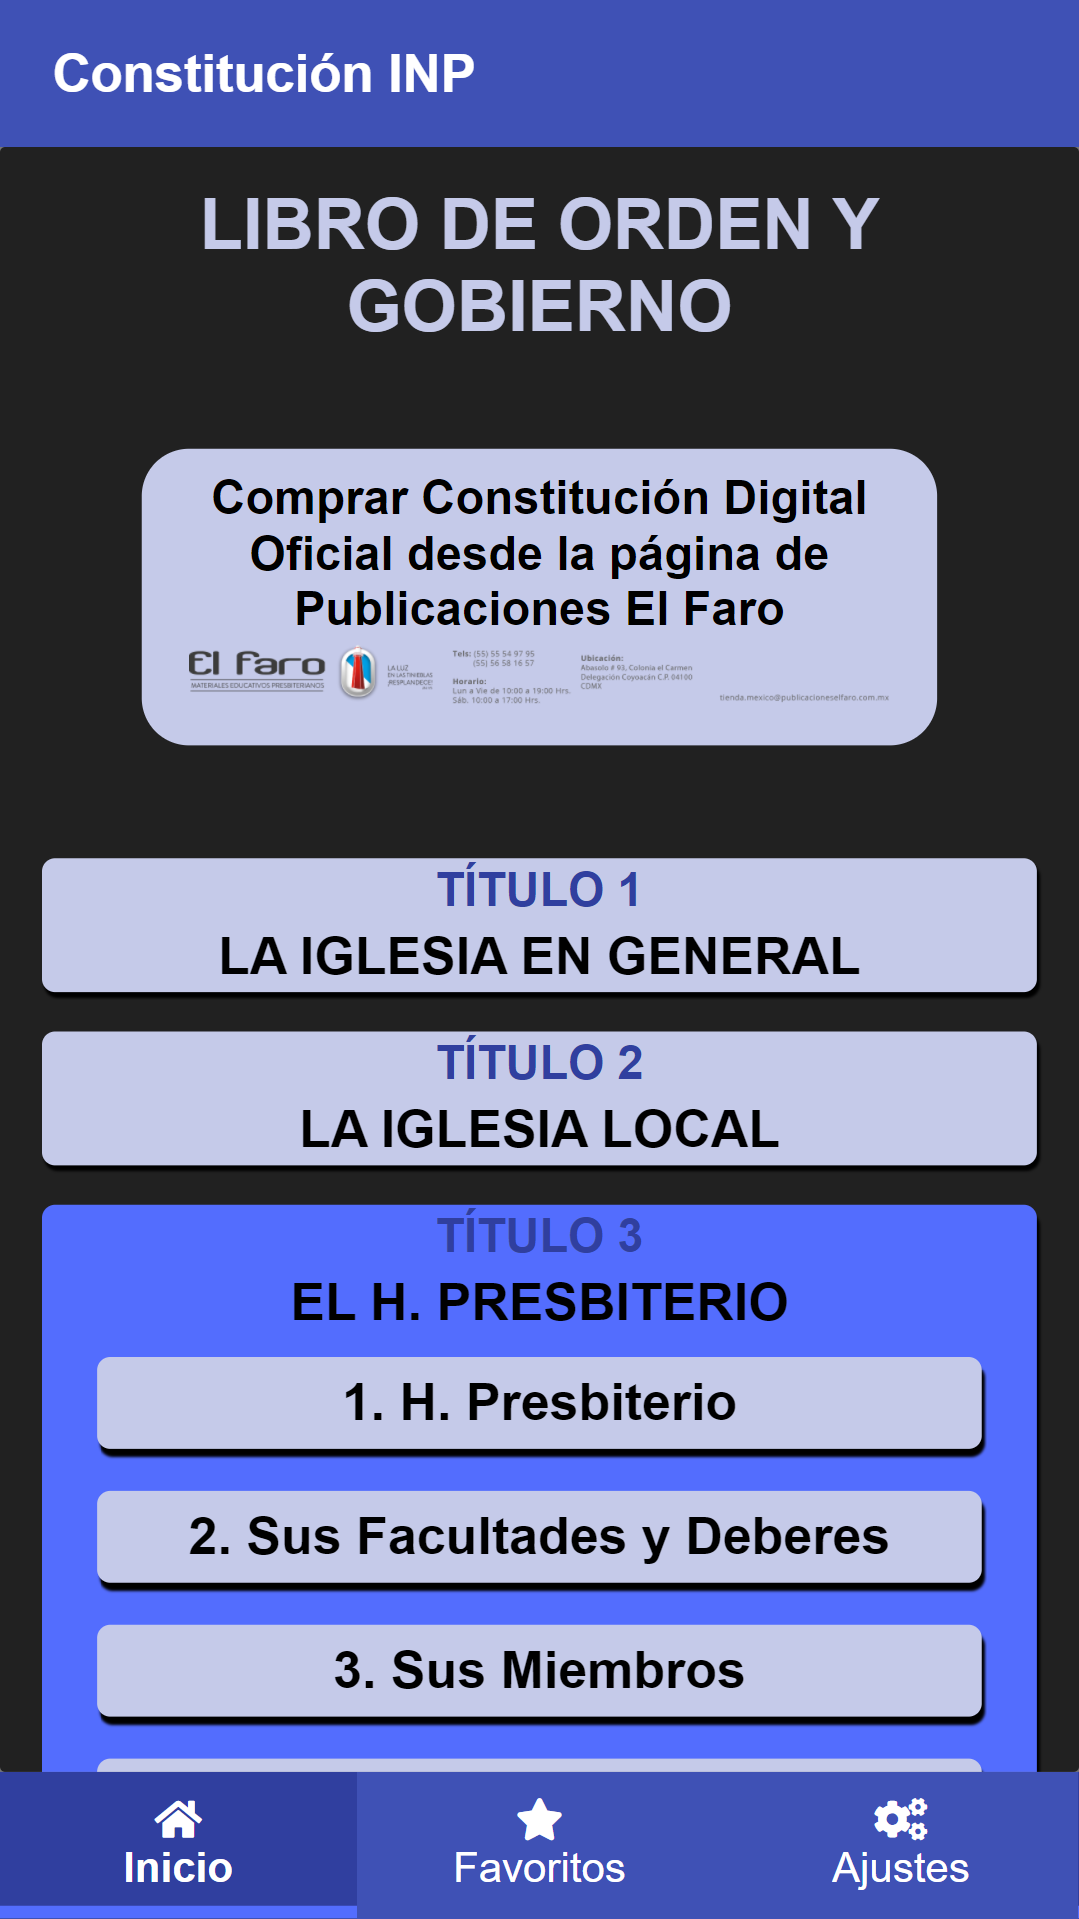 Constitución INP
LIBRO DE ORDEN Y
GOBIERNO
Comprar Constitución Digital
Oficial desde la página de
Publicaciones El Faro
El Faro
MATERIALES EDUCATIVOS PRESBITERIANOS
LA LUZ
EN LAS TINIEBLAS
¡RESPLANDECE!
Tels: (55) 55 54 97 95
(55) 56 58 16 57
Horario:
Lun a Vie de 10:00 a 19:00 Hrs.
Sáb. 10:00 a 17:00 Hrs.
Ubicación:
Abasolo # 93, Colonia el Carmen
Delegación Coyoacán C.P. 04100
CDMX
tienda.mexico@publicacioneselfaro.com.mx
TÍTULO 1
LA IGLESIA EN GENERAL
TÍTULO 2
LA IGLESIA LOCAL
TÍTULO 3
EL H. PRESBITERIO
1. H. Presbiterio
2. Sus Facultades y Deberes
3. Sus Miembros
Inicio
Favoritos
Ajustes